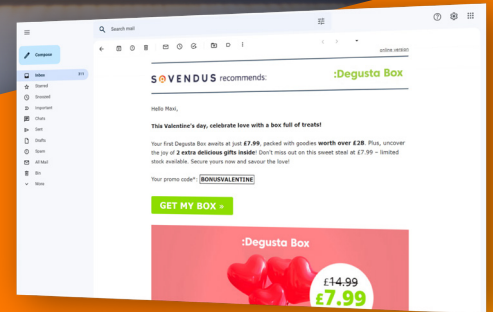 Search mail
Compose
Inbox
Starred
Snoozed
Important
Chats
Sent
Drafts
Spam
All Mail
Bin
More
online version
SOVENDUS recommends:
:Degusta Box
Hello Maxi,
This Valentine's day, celebrate love with a box full of treats!
Your first Degusta Box awaits at just £7.99, packed with goodies worth over £28. Plus, uncover
the joy of 2 extra delicious gifts inside! Don't miss out on this sweet steal at £7.99 – limited
stock available. Secure yours now and savour the love!
Your promo code*: BONUSVALENTINE
GET MY BOX »
:Degusta Box
£14.99
£7.99